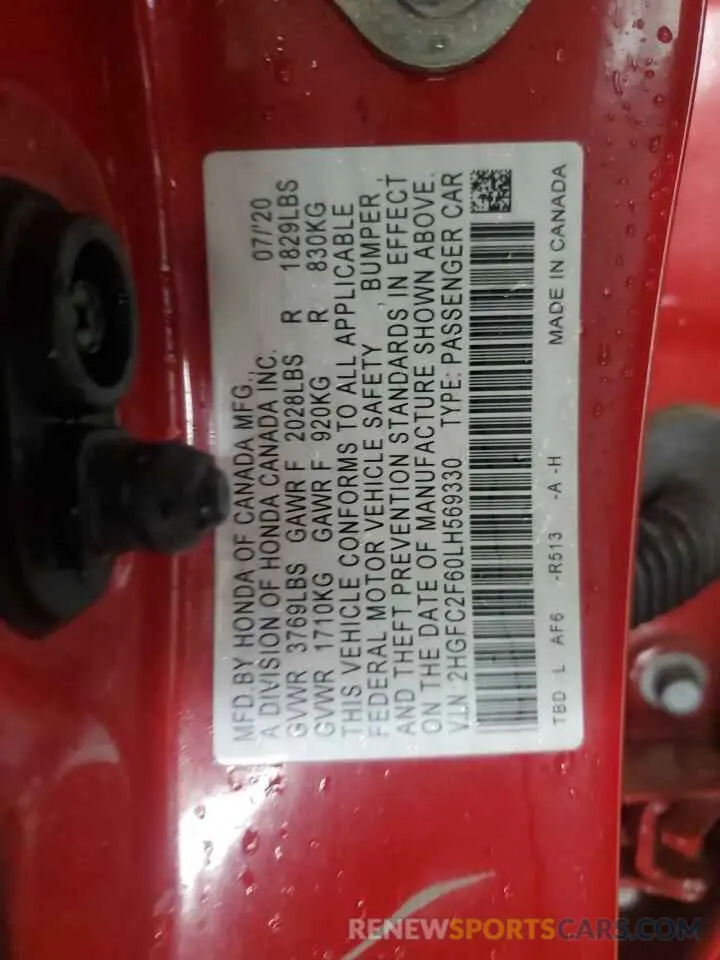 MFD. BY HONDA OF CANADA MFG.,
A DIVISION OF HONDA CANADA INC. 07/'20
GVWR 3769LBS GAWR F 2028LBS R 1829LBS
GVWR 1710KG GAWR F 920KG R 830KG
THIS VEHICLE CONFORMS TO ALL APPLICABLE
FEDERAL MOTOR VEHICLE SAFETY, BUMPER,
AND THEFT PREVENTION STANDARDS IN EFFECT
ON THE DATE OF MANUFACTURE SHOWN ABOVE.
V.I.N. 2HGFC2F60LH569330 TYPE: PASSENGER CAR
TBD L AF6 -R513 -A -H MADE IN CANADA
RENEWSPORTSCARS.COM